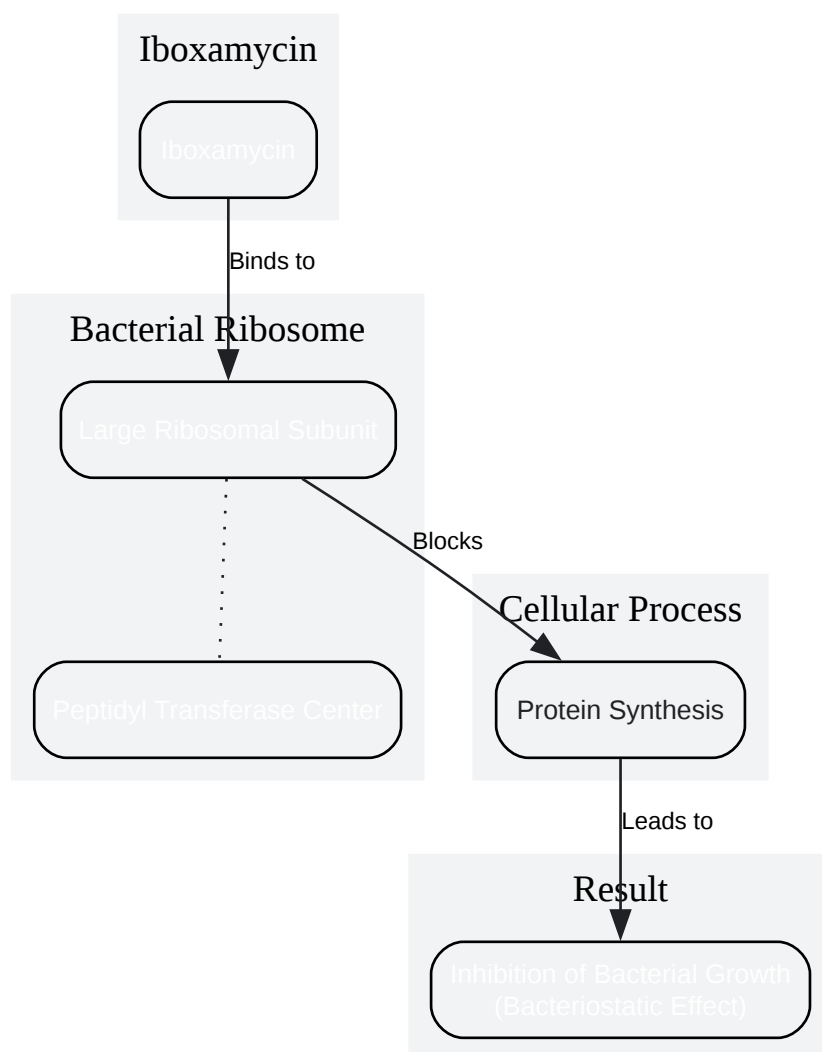 Iboxamycin
Iboxamycin
Binds to
Bacterial Ribosome
Large Ribosomal Subunit
Blocks
Cellular Process
Peptidyl Transferase Center
Protein Synthesis
Leads to
Result
Inhibition of Bacterial Growth
(Bacteriostatic Effect)